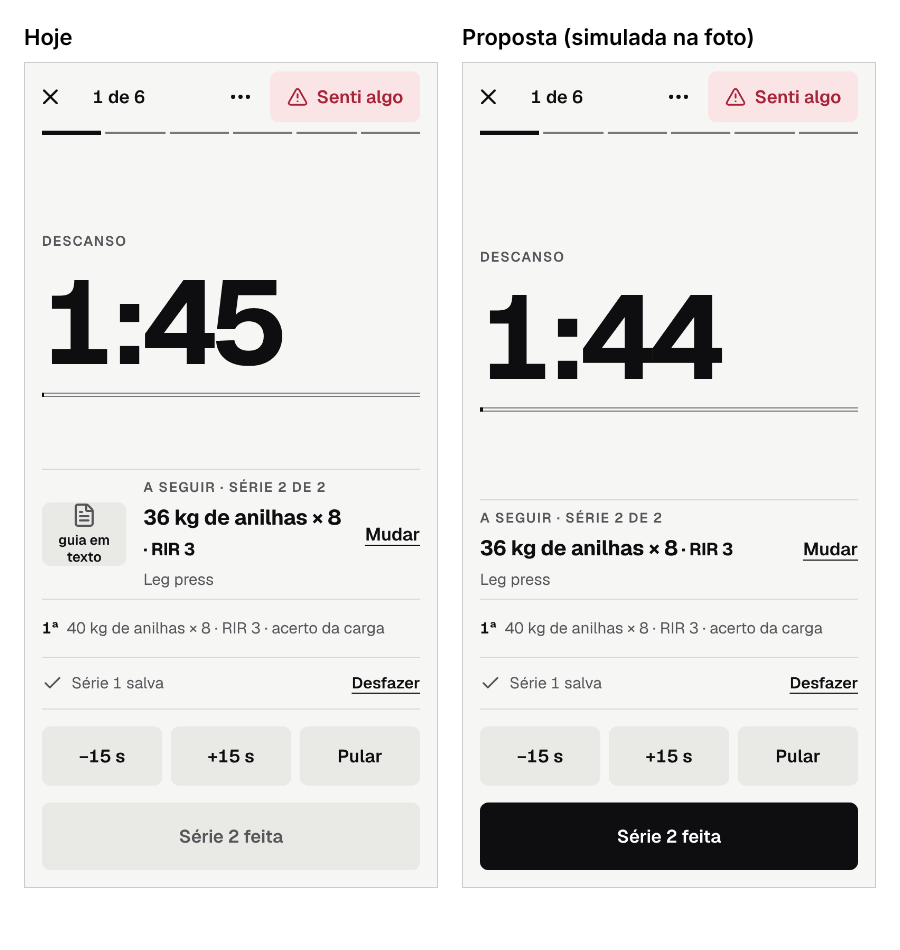 Hoje
1 de 6
•••
Senti algo
DESCANSO
1:45
guia em
texto
A SEGUIR · SÉRIE 2 DE 2
36 kg de anilhas × 8
· RIR 3
Mudar
Leg press
1ª 40 kg de anilhas × 8 · RIR 3 · acerto da carga
Série 1 salva
Desfazer
−15 s
+15 s
Pular
Série 2 feita
Proposta (simulada na foto)
1 de 6
•••
Senti algo
DESCANSO
1:44
A SEGUIR · SÉRIE 2 DE 2
36 kg de anilhas × 8 · RIR 3
Mudar
Leg press
1ª 40 kg de anilhas × 8 · RIR 3 · acerto da carga
Série 1 salva
Desfazer
−15 s
+15 s
Pular
Série 2 feita